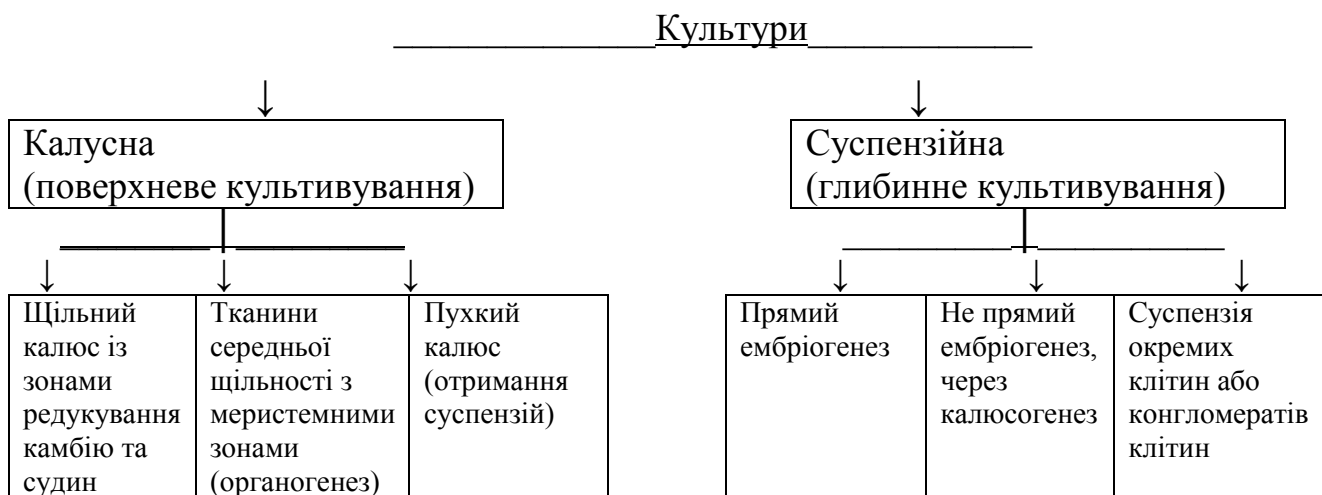 Культури
Калусна
(поверхневе культивування)
Суспензійна
(глибинне культивування)
Щільний
калюс із
зонами
редукування
камбію та
судин
Тканини
середньої
щільності з
меристемними
зонами
(органогенез)
Пухкий
калюс
(отримання
суспензій)
Прямий
ембріогенез
Не прямий
ембріогенез,
через
калюсогенез
Суспензія
окремих
клітин або
конгломератів
клітин